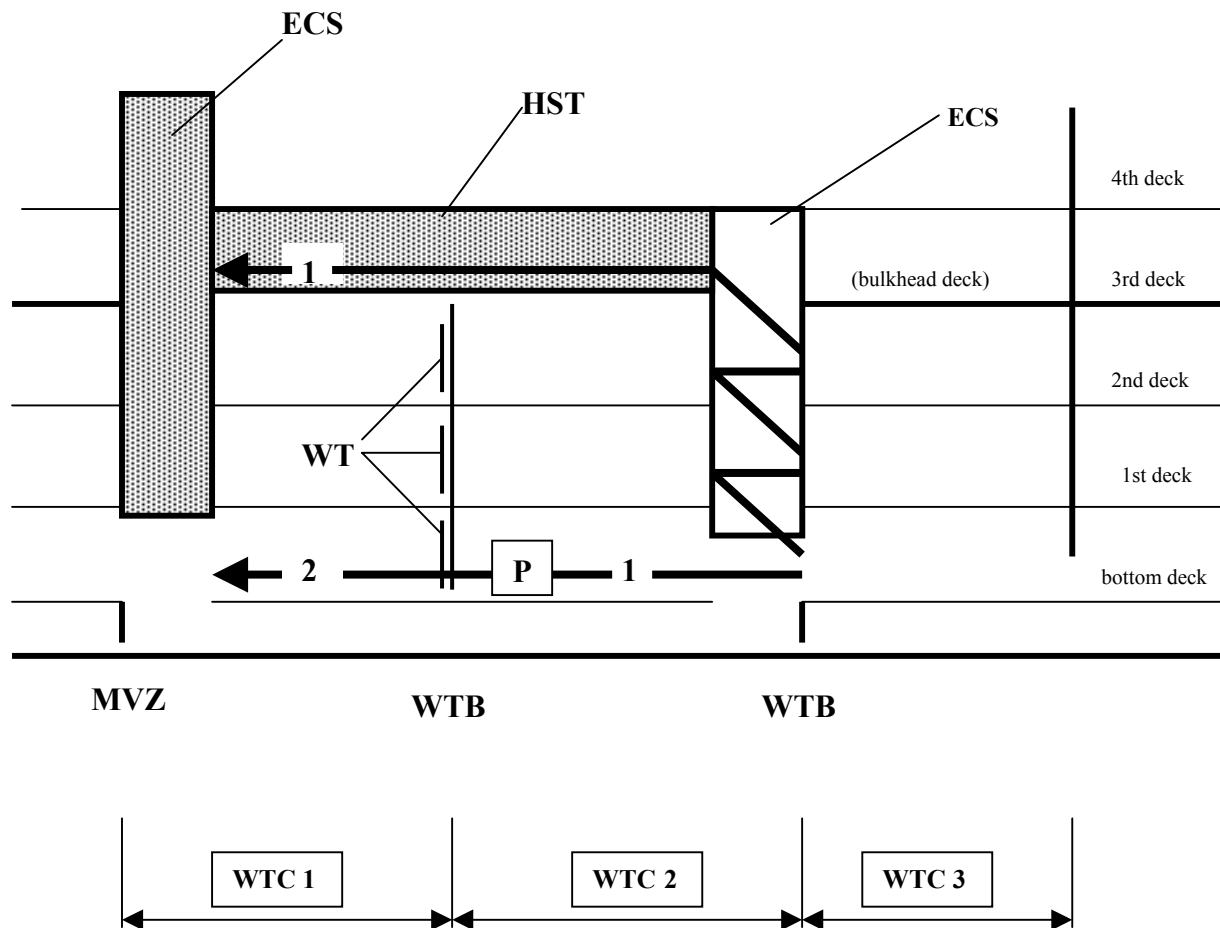 ECS
HST
ECS
4th deck
1
(bulkhead deck)
3rd deck
2nd deck
WT
1st deck
2
P
1
bottom deck
MVZ
WTB
WTB
WTC 1
WTC 2
WTC 3